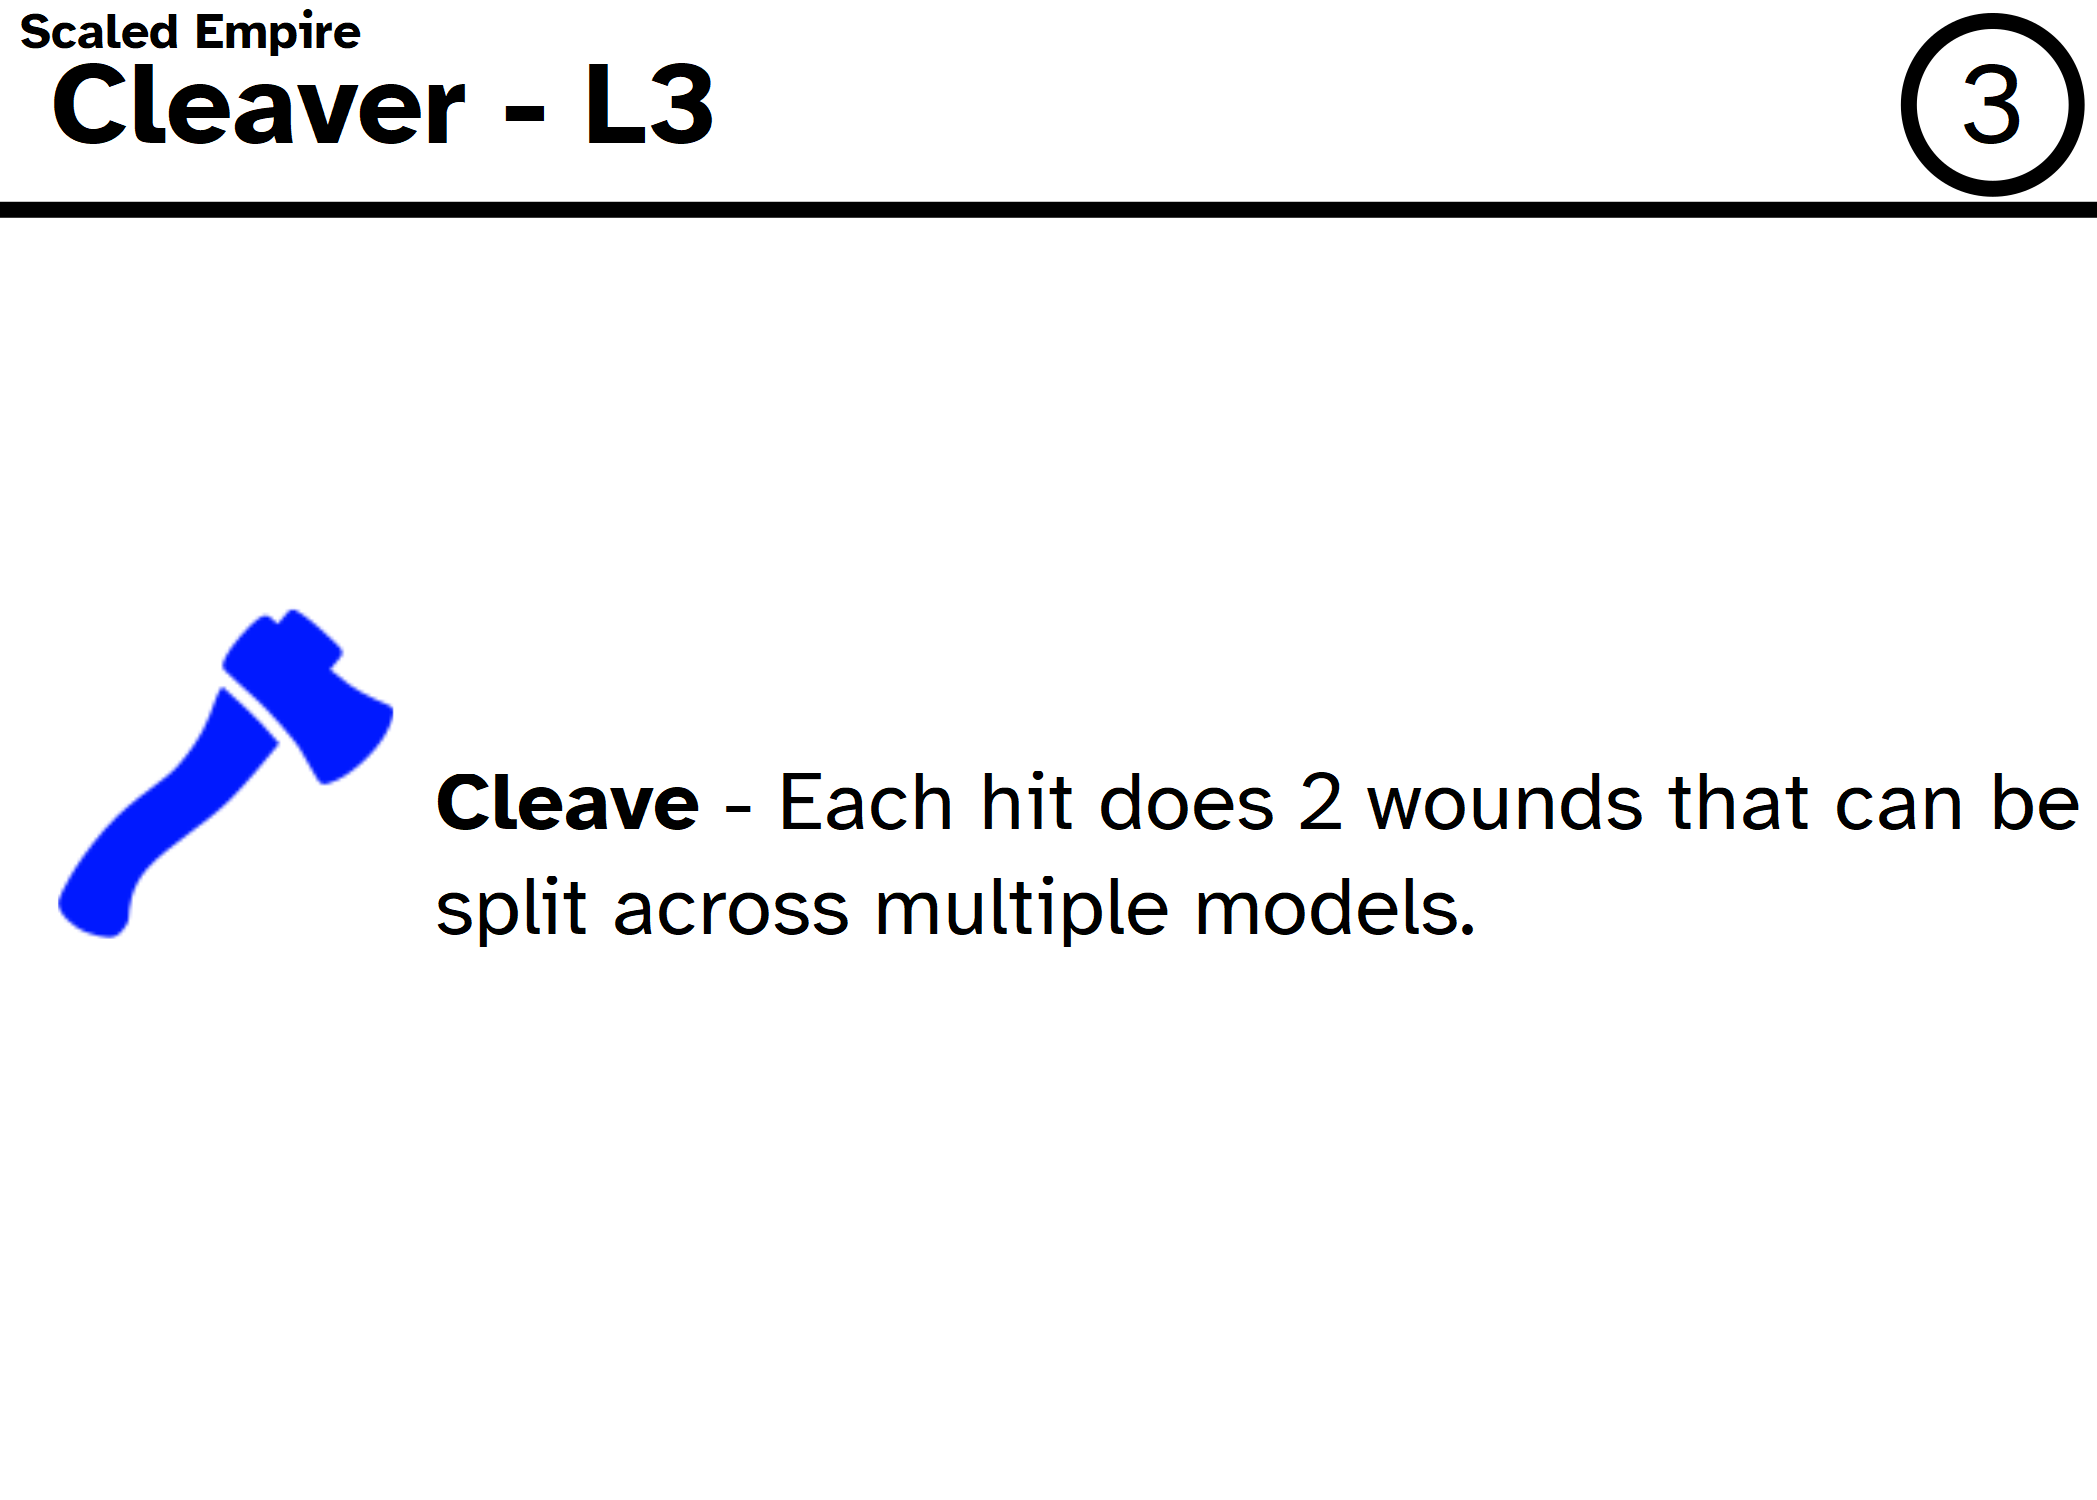 Scaled Empire
Cleaver - L3
3
Cleave - Each hit does 2 wounds that can be
split across multiple models.